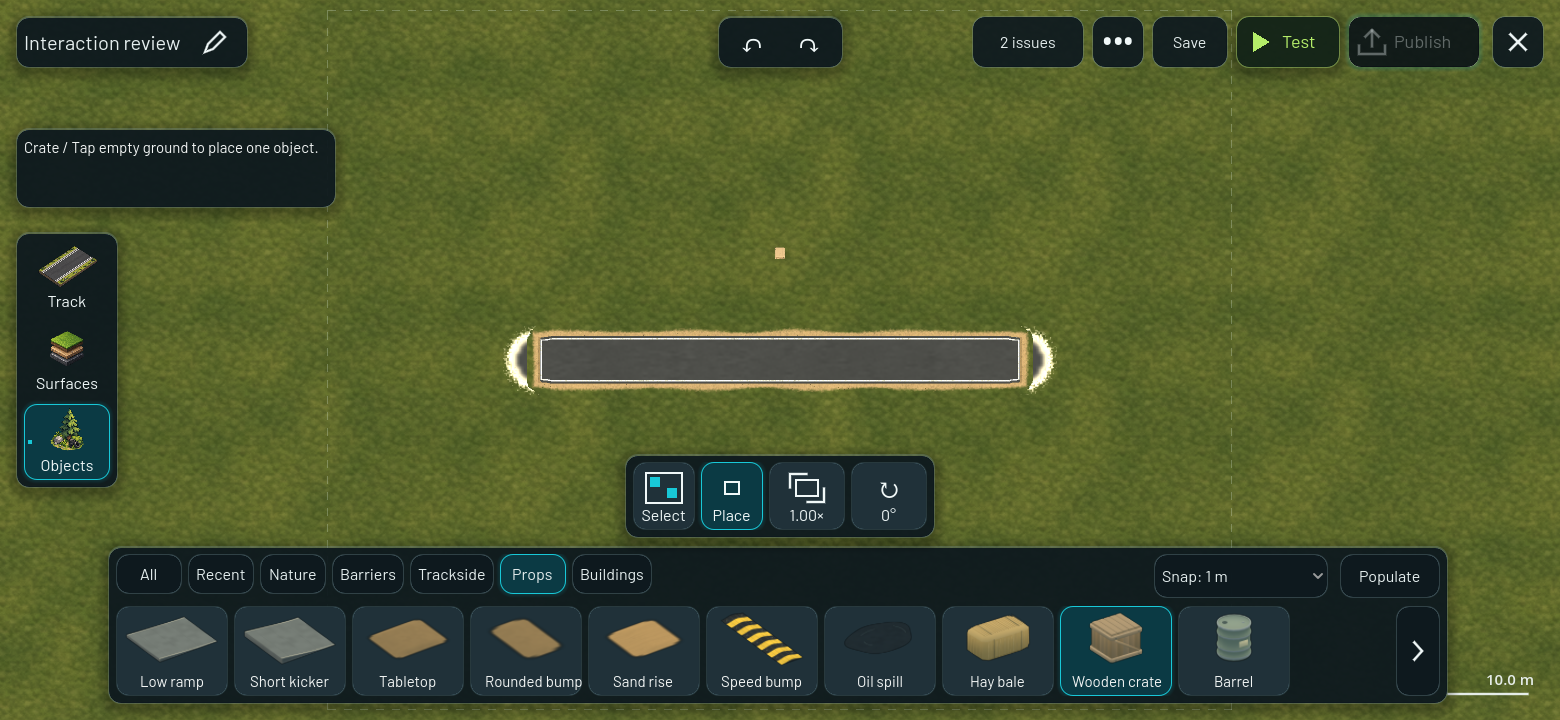 Interaction review
2 issues
Save
Test
Publish
Crate / Tap empty ground to place one object.
Track
Surfaces
Objects
Select
Place
1.00×
0°
All
Recent
Nature
Barriers
Trackside
Props
Buildings
Snap: 1 m
Populate
Low ramp
Short kicker
Tabletop
Rounded bump
Sand rise
Speed bump
Oil spill
Hay bale
Wooden crate
Barrel
10.0 m